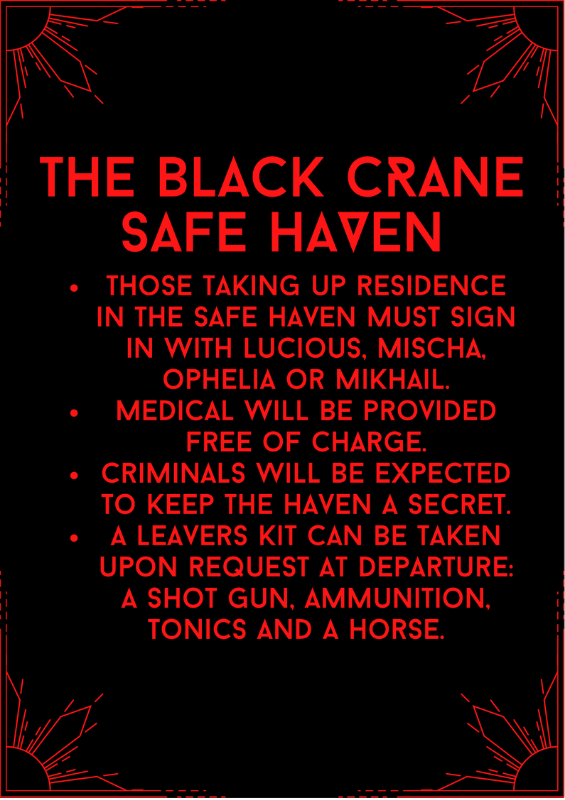 THE BLACK CRANE
SAFE HAVEN
• THOSE TAKING UP RESIDENCE
IN THE SAFE HAVEN MUST SIGN
IN WITH LUCIOUS, MISCHA,
OPHELIA OR MIKHAIL.
• MEDICAL WILL BE PROVIDED
FREE OF CHARGE.
• CRIMINALS WILL BE EXPECTED
TO KEEP THE HAVEN A SECRET.
• A LEAVERS KIT CAN BE TAKEN
UPON REQUEST AT DEPARTURE:
A SHOT GUN, AMMUNITION,
TONICS AND A HORSE.